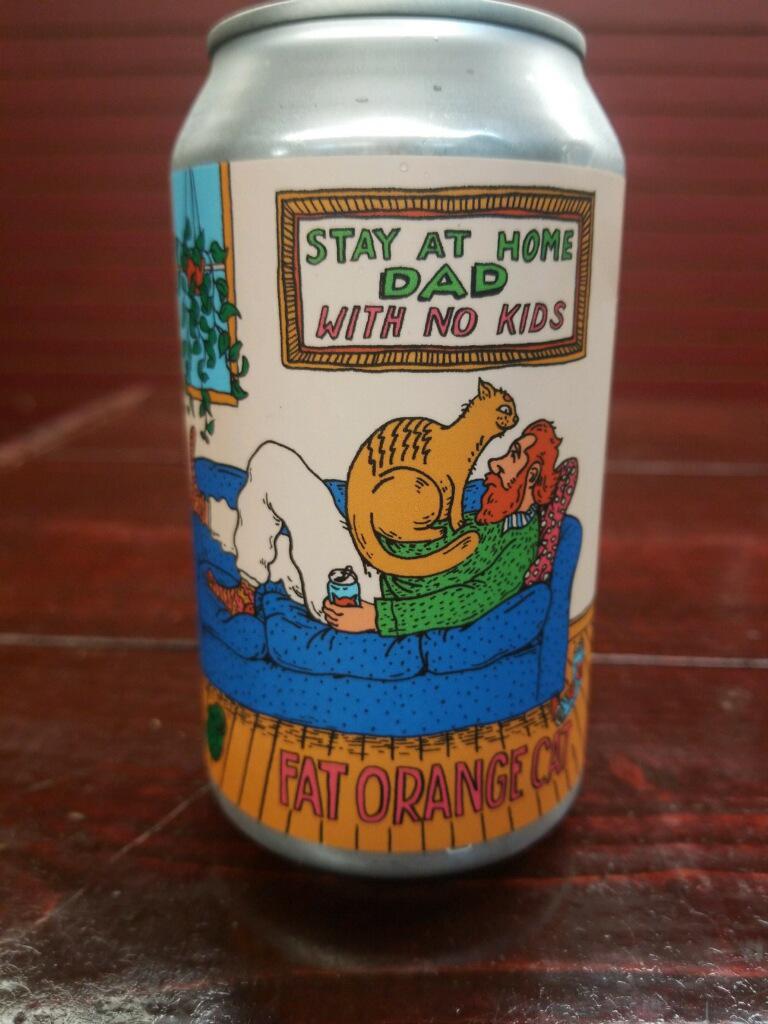 STAY AT HOME
DAD
WITH NO KIDS
FAT ORANGE CAT